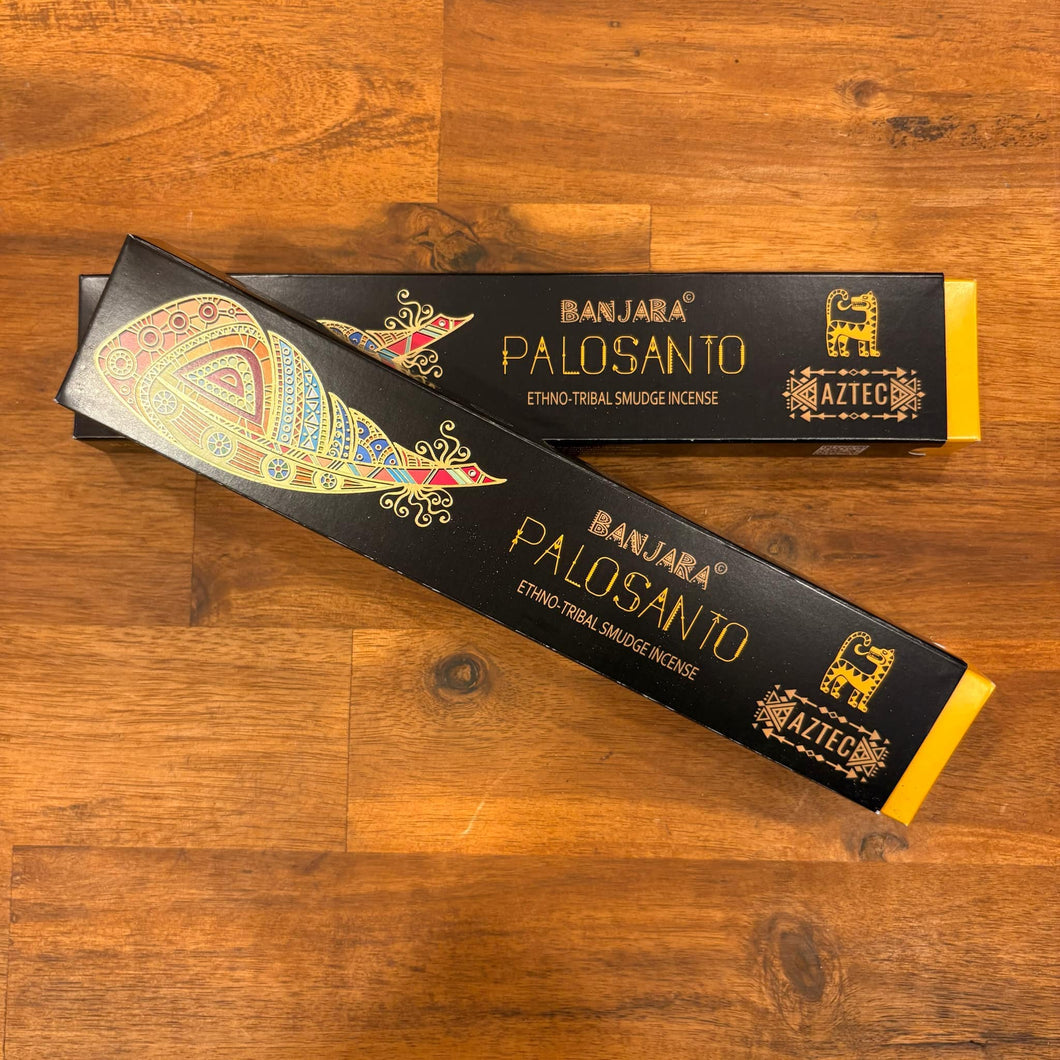 BANJARA©
PALOSANTO
ETHNO-TRIBAL SMUDGE INCENSE
AZTEC
BANJARA©
PALOSANTO
ETHNO-TRIBAL SMUDGE INCENSE
AZTEC